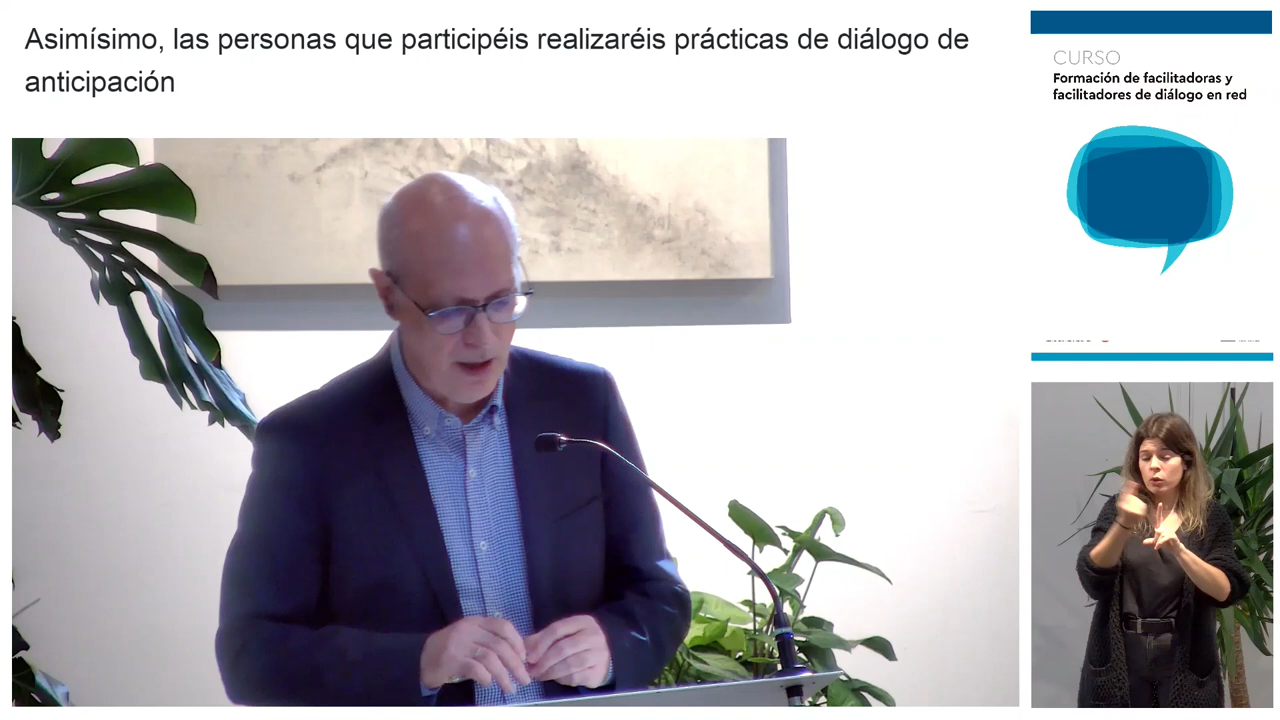 Asimísimo, las personas que participéis realizaréis prácticas de diálogo de
anticipación
CURSO
Formación de facilitadoras y
facilitadores de diálogo en red